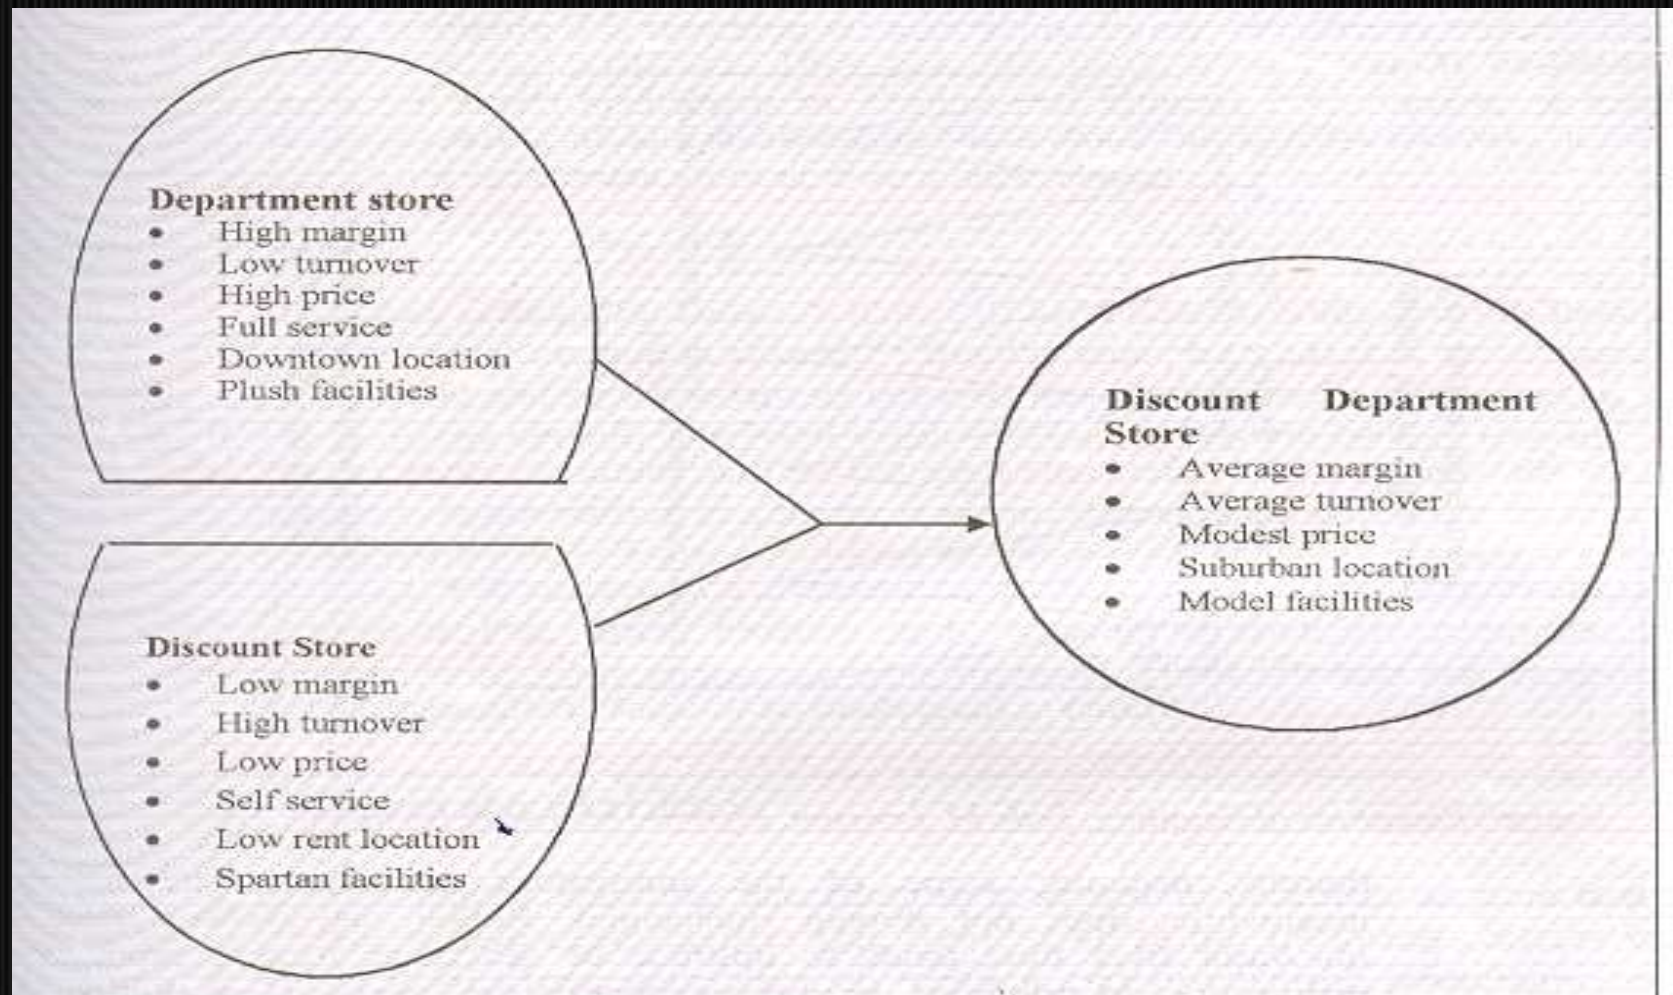 Department store
• High margin
• Low turnover
• High price
• Full service
• Downtown location
• Plush facilities
Discount Store
• Low margin
• High turnover
• Low price
• Self service
• Low rent location
• Spartan facilities
Discount Department
Store
• Average margin
• Average turnover
• Modest price
• Suburban location
• Model facilities